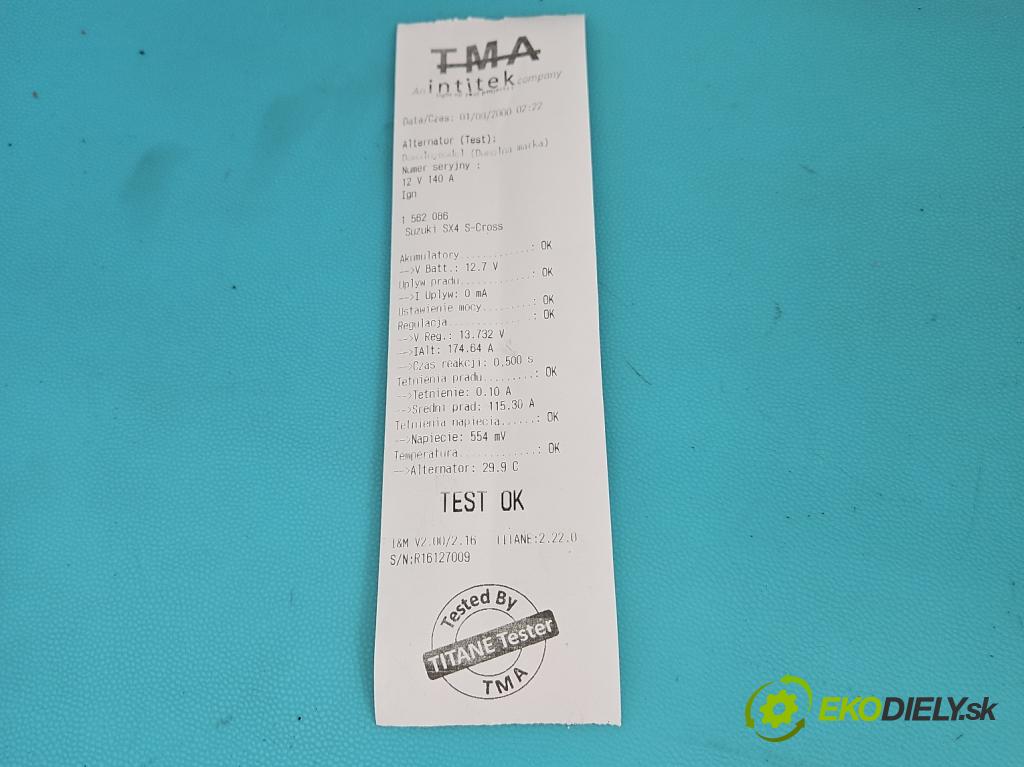 TMA
An intitek company
Data/Czas: 01/00/2000 02:22
Alternator (Test):
(Dowolna marka)
Numer seryjny :
12 V 140 A
Ign
1 562 086
Suzuki SX4 S-Cross
Akumulatory..........: OK
-->V Batt.: 12.7 V
Uplyw pradu..........: OK
-->I Uplyw: 0 mA
Ustawienie mocy.......: OK
Regulacja............: OK
-->V Reg.: 13.732 V
-->IAlt: 174.64 A
-->Czas reakcji: 0,500 s
Tetnienia pradu.........: OK
-->Tetnienie: 0.10 A
-->Sredni prad: 115.30 A
Tetnienia napiecia......: OK
-->Napiecie: 554 mV
Temperatura............: OK
-->Alternator: 29.9 C
TEST OK
I&M V2.00/2.16 TITANE:2.22.0
S/N:R16127009
Tested By
TITANE Tester
TMA
EKODIELY.sk